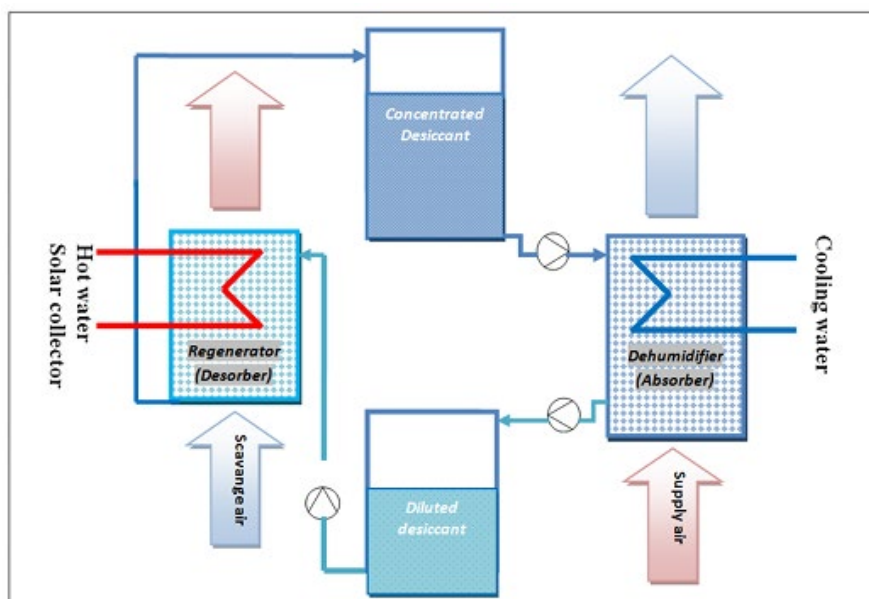 Concentrated
Desiccant
Hot water
Solar collector
Regenerator
(Desorber)
Scavange air
Cooling water
Dehumidifier
(Absorber)
Diluted
desiccant
Supply air